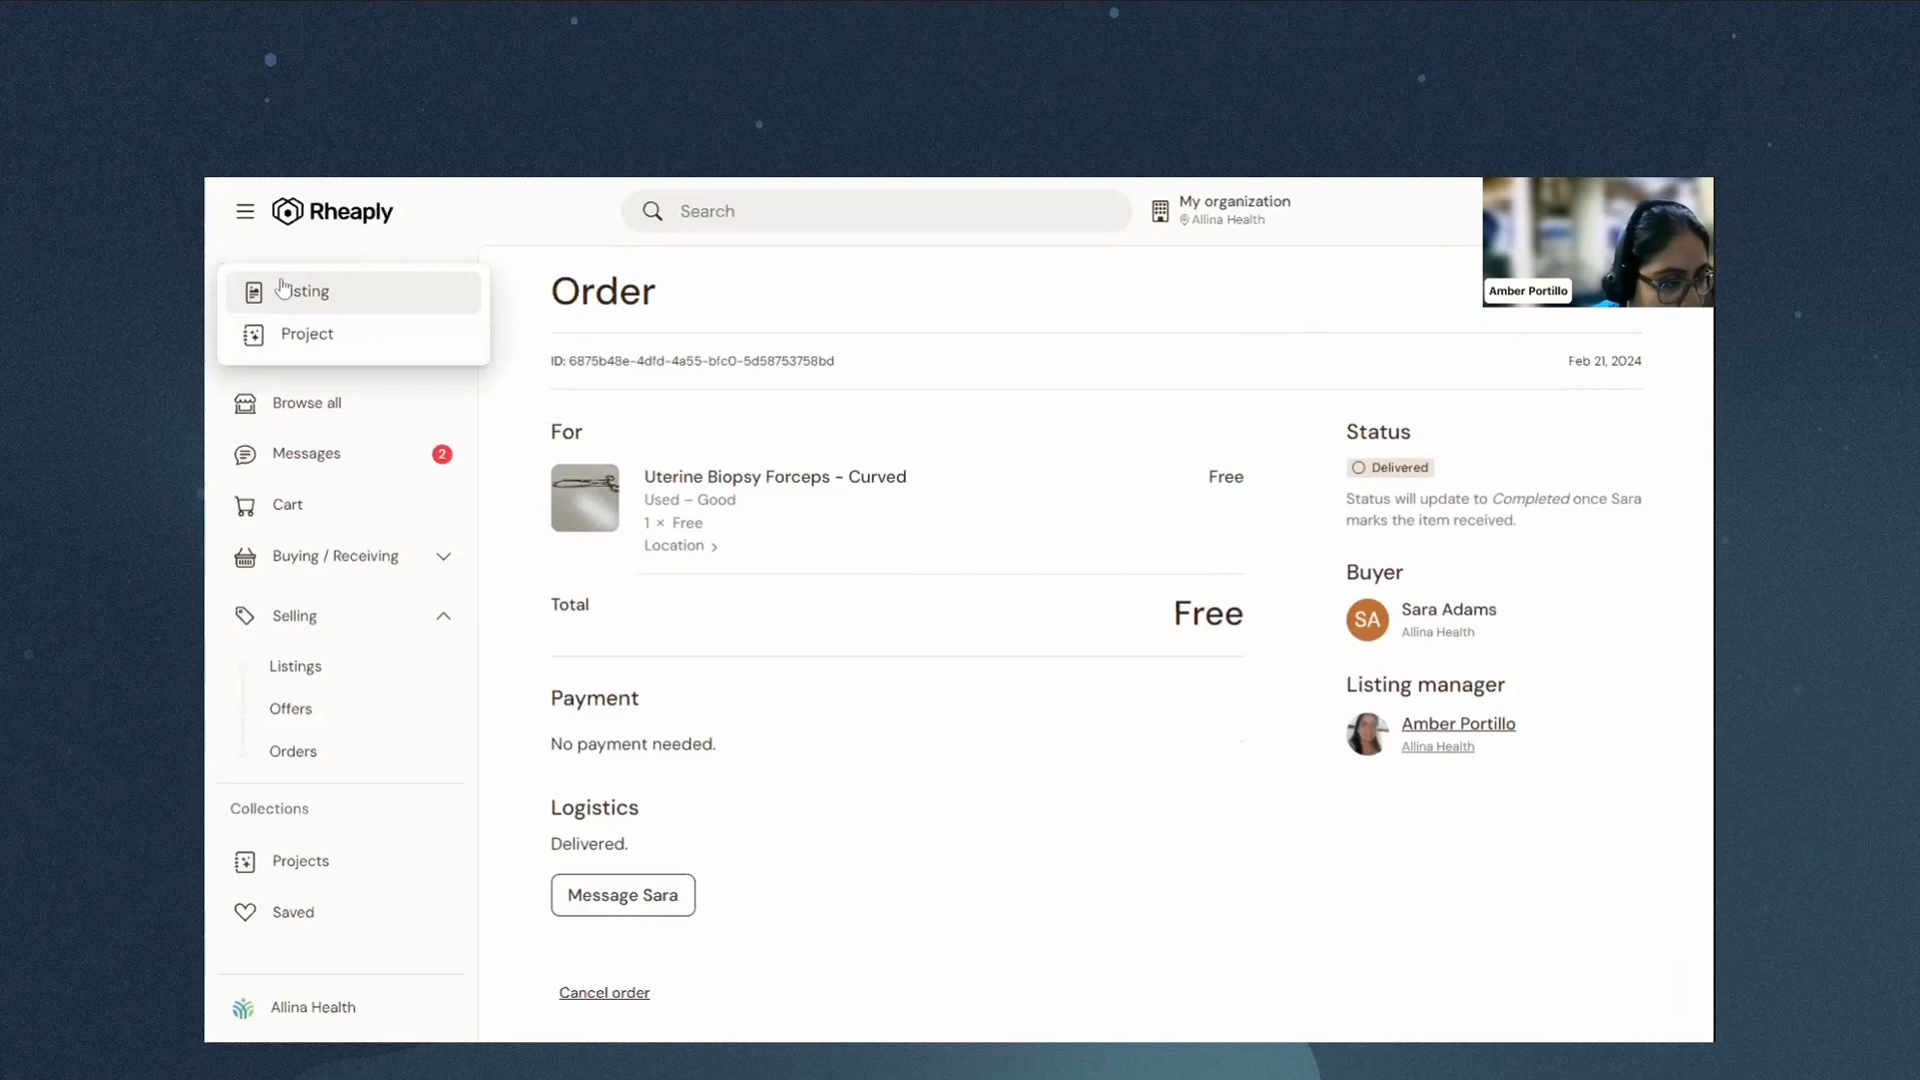 Rheaply
Search
My organization
Allina Health
Amber Portillo
Listing
Project
Browse all
Messages
2
Cart
Buying / Receiving
Selling
Listings
Offers
Orders
Collections
Projects
Saved
Allina Health
Order
ID: 6875b48e-4dfd-4a55-bfc0-5d58753758bd
Feb 21, 2024
For
Uterine Biopsy Forceps - Curved
Free
Used – Good
1 × Free
Location >
Total
Free
Payment
No payment needed.
Logistics
Delivered.
Message Sara
Cancel order
Status
Delivered
Status will update to Completed once Sara
marks the item received.
Buyer
SA
Sara Adams
Allina Health
Listing manager
Amber Portillo
Allina Health